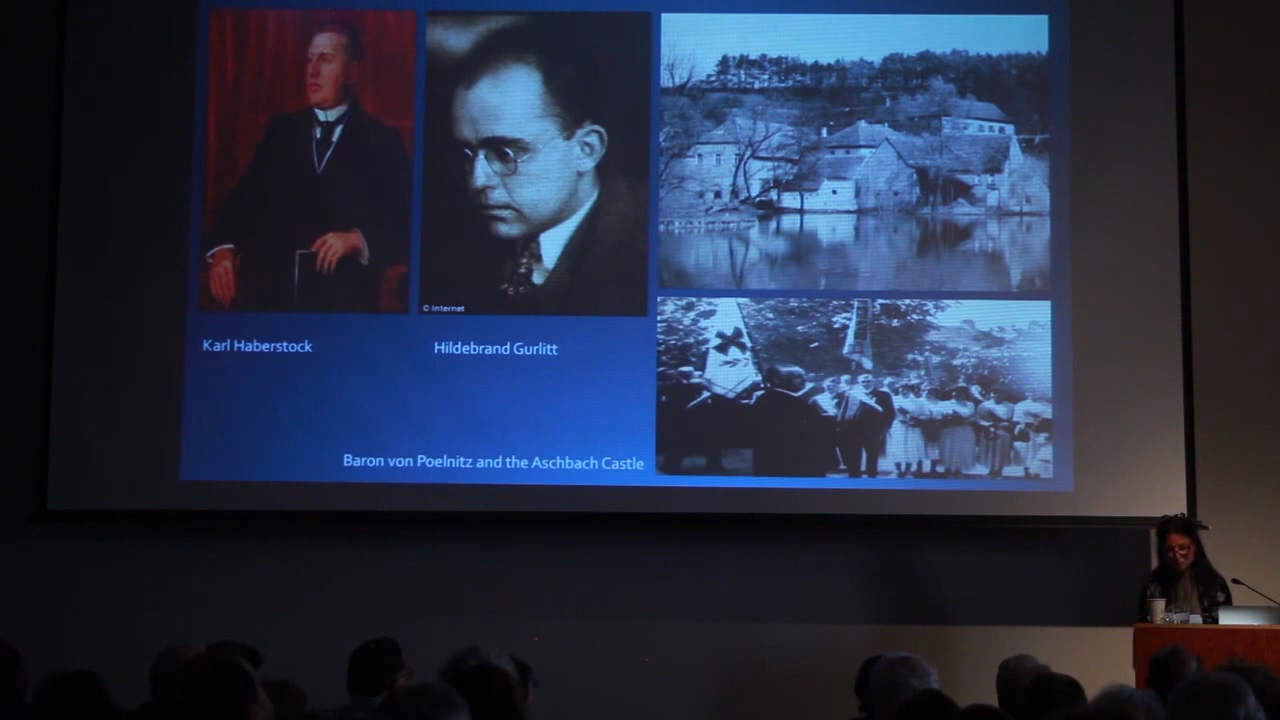 © Internet
Karl Haberstock
Hildebrand Gurlitt
Baron von Poelnitz and the Aschbach Castle